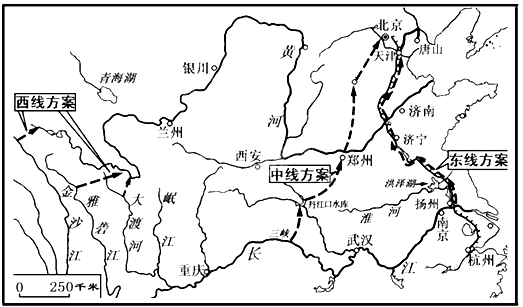 北京
天津
唐山
黄
河
银川
青海湖
西线方案
济南
兰州
济宁
西安
郑州
东线方案
中线方案
洪泽湖
金
沙
江
雅
砻
江
大
渡
河
岷
江
丹江口水库
淮
河
扬州
南京
三峡
武汉
长
江
重庆
杭州
0 250千米